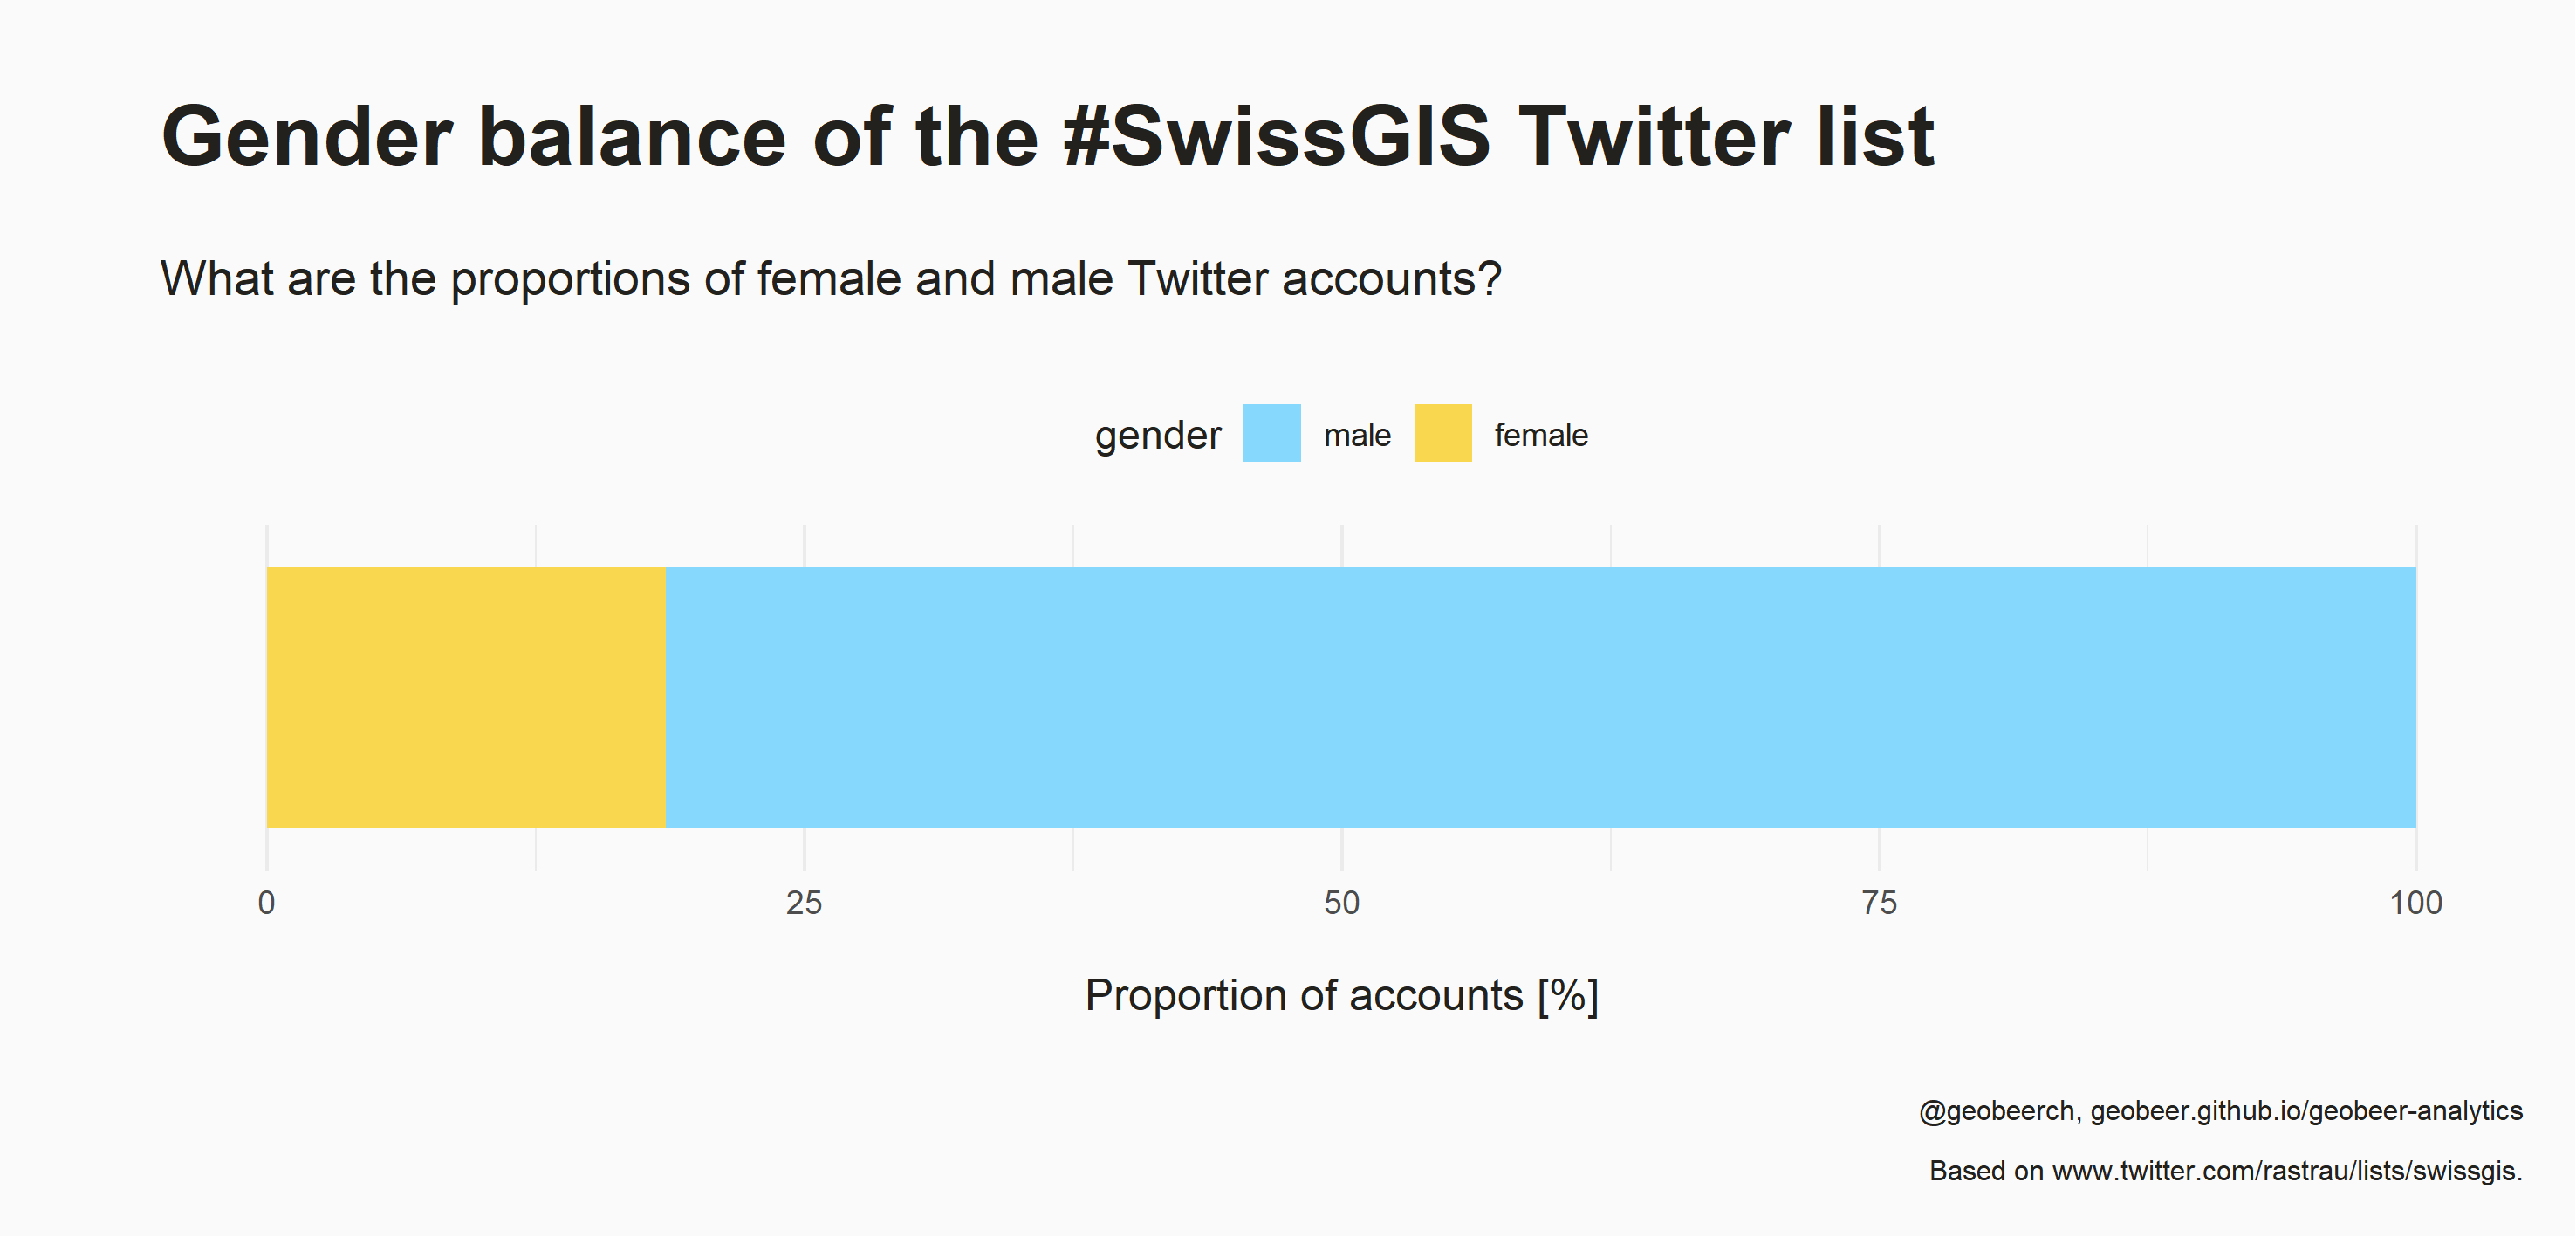 Gender balance of the #SwissGIS Twitter list
What are the proportions of female and male Twitter accounts?
gender male female
0 25 50 75 100
Proportion of accounts [%]
@geobeerch, geobeer.github.io/geobeer-analytics
Based on www.twitter.com/rastrau/lists/swissgis.